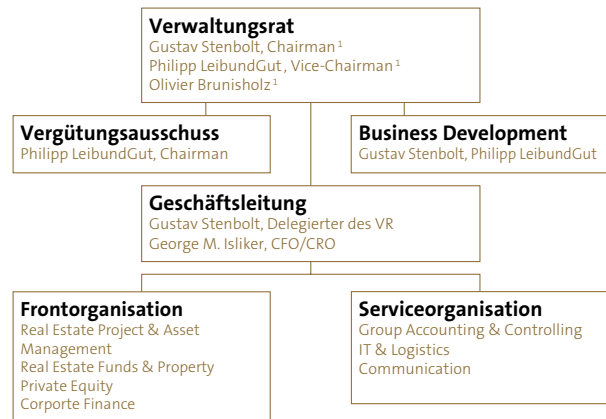 Verwaltungsrat
Gustav Stenbolt, Chairman ¹
Philipp LeibundGut, Vice-Chairman ¹
Olivier Brunisholz ¹
Vergütungsausschuss
Philipp LeibundGut, Chairman
Business Development
Gustav Stenbolt, Philipp LeibundGut
Geschäftsleitung
Gustav Stenbolt, Delegierter des VR
George M. Isliker, CFO/CRO
Frontorganisation
Real Estate Project & Asset
Management
Real Estate Funds & Property
Private Equity
Corporte Finance
Serviceorganisation
Group Accounting & Controlling
IT & Logistics
Communication